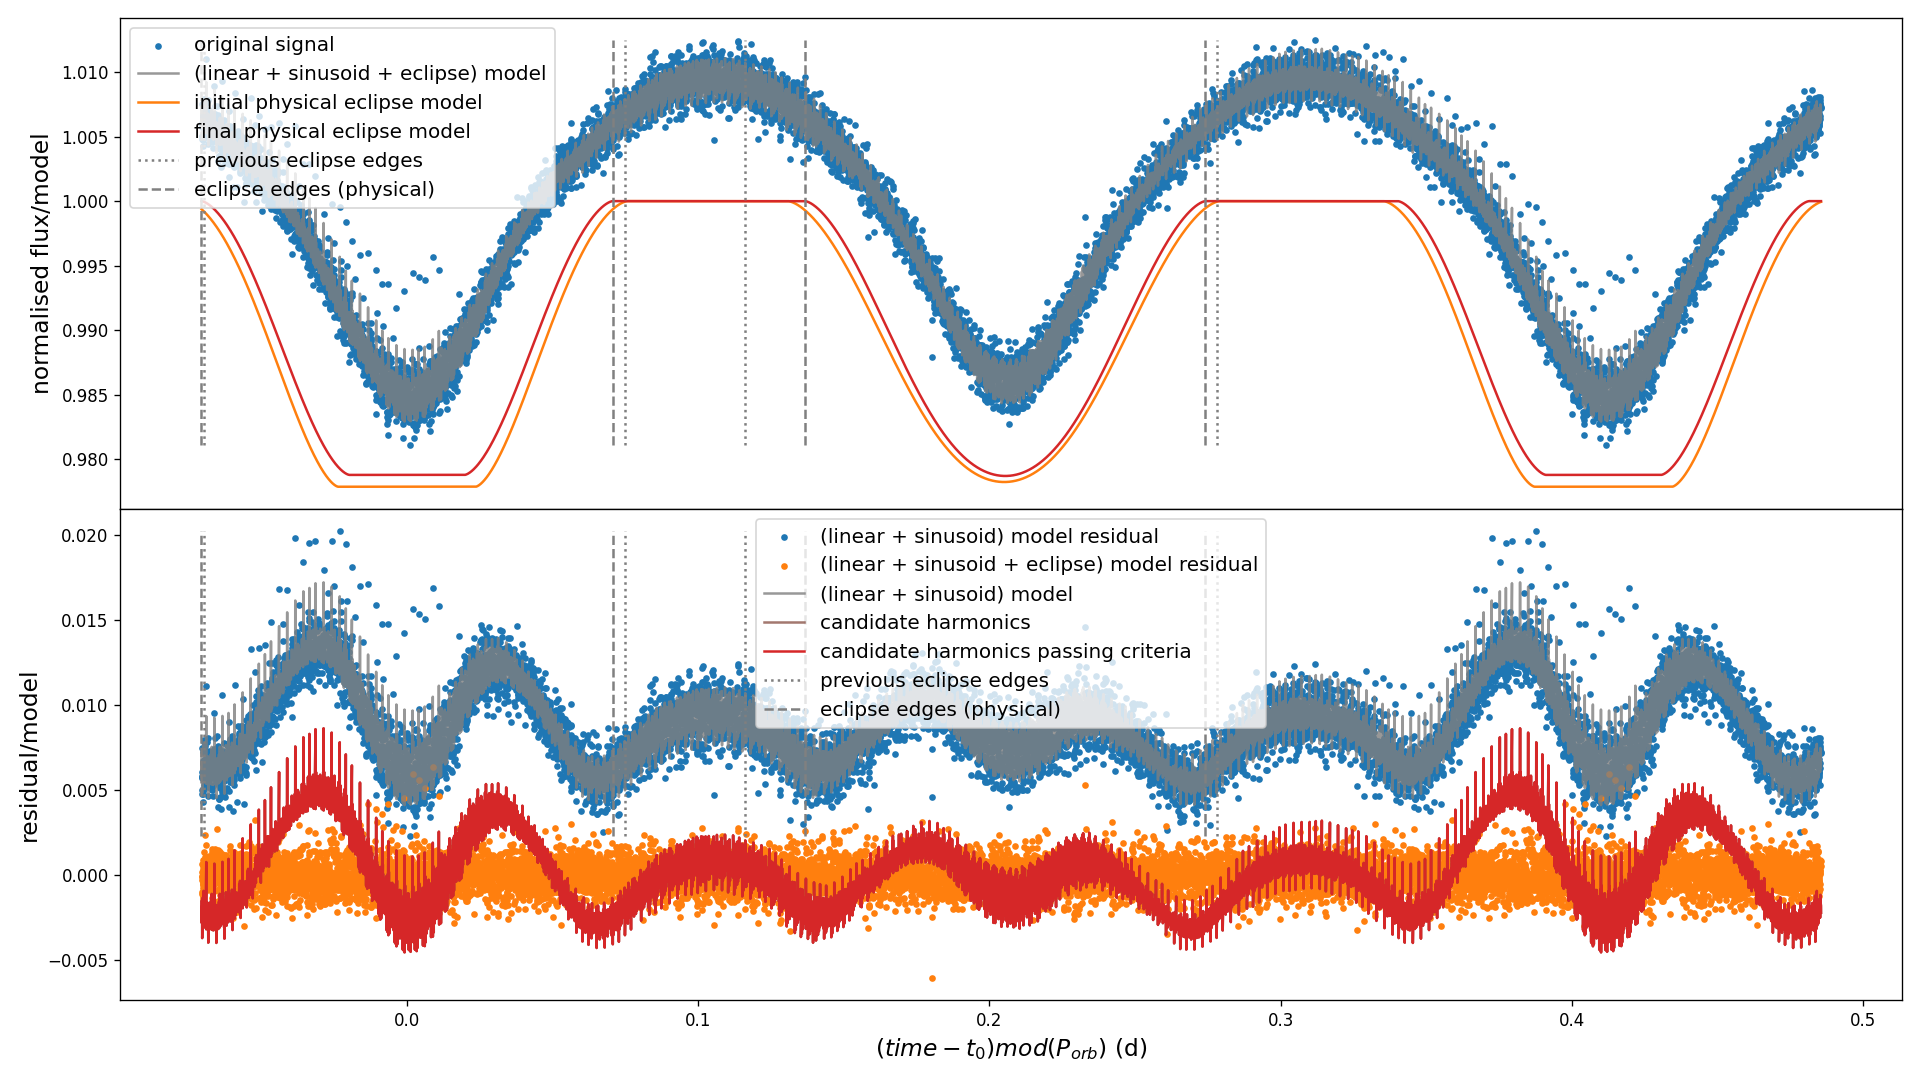 original signal
(linear + sinusoid + eclipse) model
initial physical eclipse model
final physical eclipse model
previous eclipse edges
eclipse edges (physical)
normalised flux/model
1.010
1.005
1.000
0.995
0.990
0.985
0.980
(linear + sinusoid) model residual
(linear + sinusoid + eclipse) model residual
(linear + sinusoid) model
candidate harmonics
candidate harmonics passing criteria
previous eclipse edges
eclipse edges (physical)
residual/model
0.020
0.015
0.010
0.005
0.000
−0.005
0.0 0.1 0.2 0.3 0.4 0.5
(time − t₀)mod(Pₒᵣb) (d)